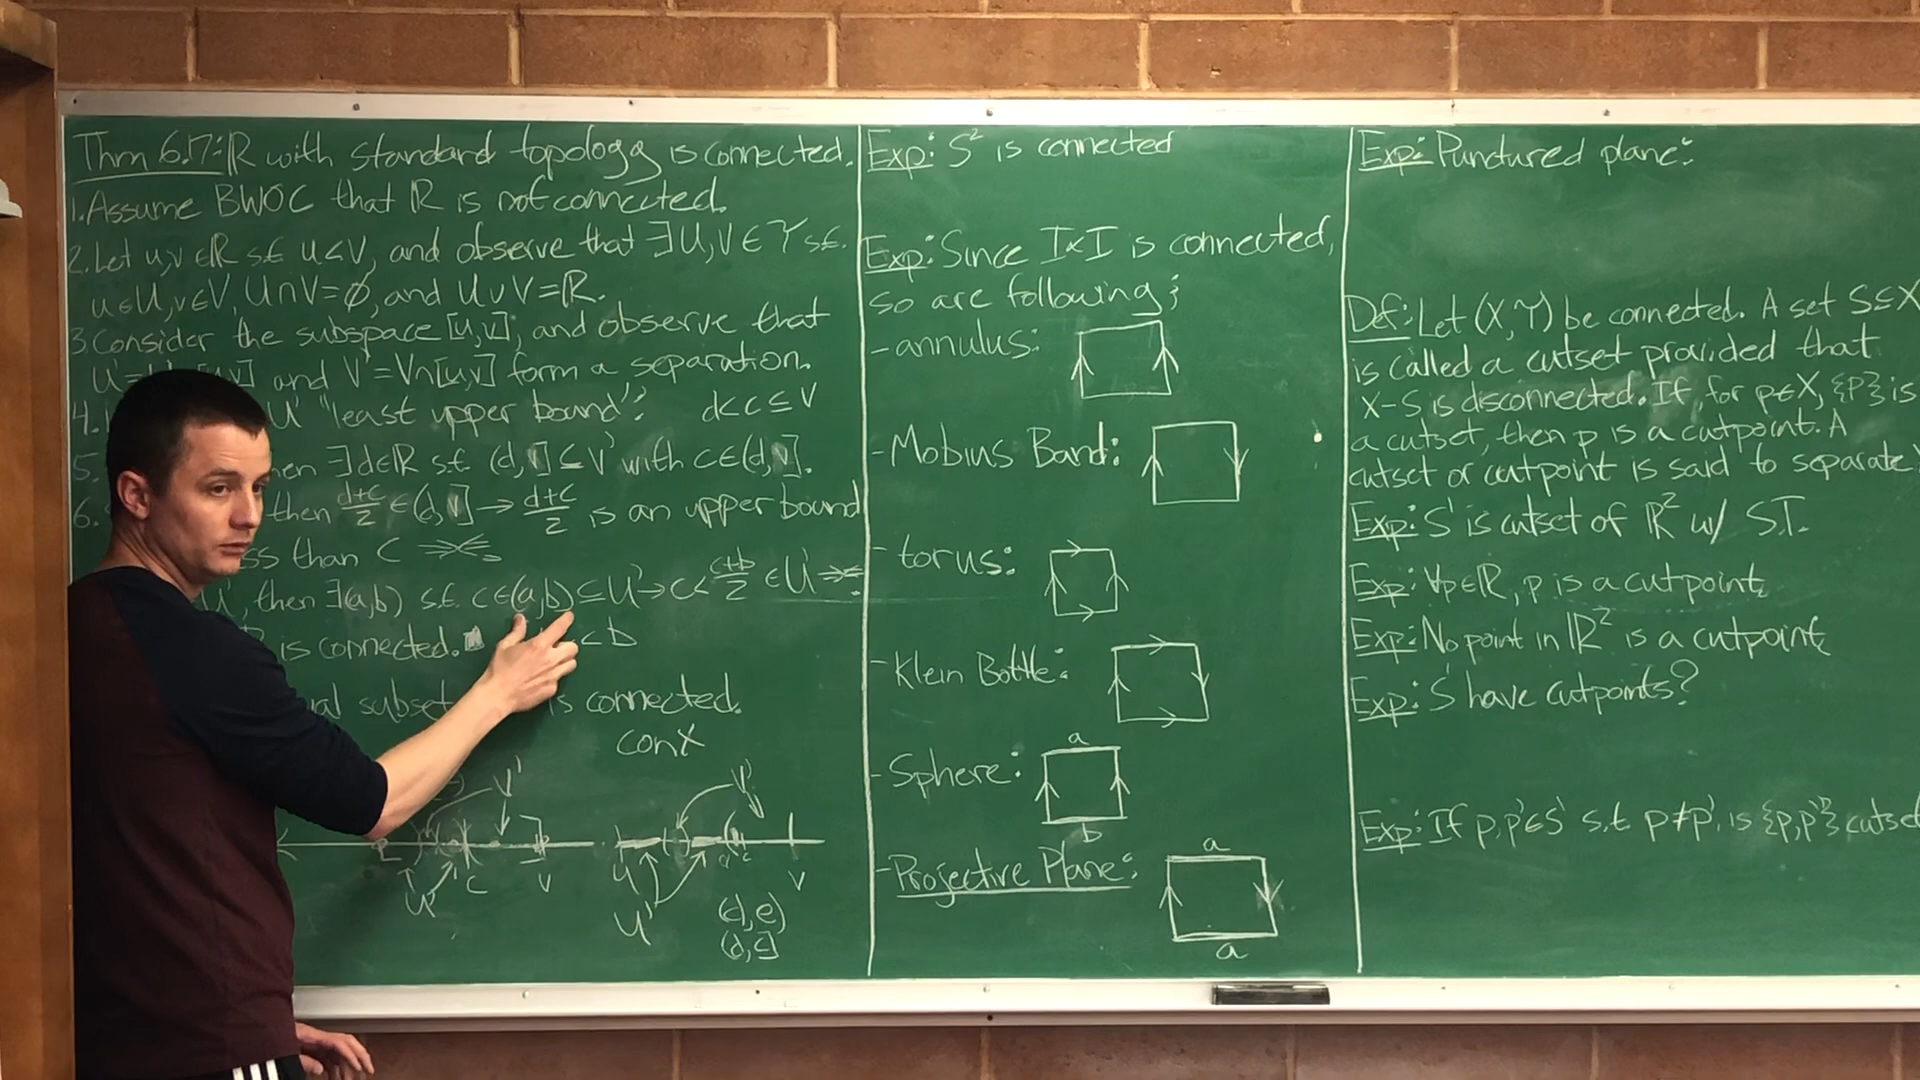 Thm 6.7: ℝ with standard topology is connected.
1. Assume BWOC that ℝ is not connected.
2. Let u,v ∈ ℝ s.t. u<v, and observe that ∃ U,V ∈ Υ s.t.
u∈U, v∈V, U∩V=∅, and U∪V=ℝ.
3. Consider the subspace [u,v], and observe that
U'= and V'=V∩[u,v] form a separation.
4. U' "least upper bound". d<c≤v
5. then ∃d∈ℝ s.t. (d,v]⊆V' with c∈(d,v].
6. then (d+c)/2 ∈ (d,v] → (d+c)/2 is an upper bound
than c
then ∃(a,b) s.t. c∈(a,b)⊆U' → c< (c+b)/2 ∈U'
is connected. < b
subset is connected.
conX
V' V'
c v u c v
U' U' (d,e)
(d,c]
Exp: S² is connected
Exp: Since I×I is connected,
so are following:
- annulus:
- Mobius Band:
- torus:
- Klein Bottle:
a
- Sphere:
b
a
- Projective Plane:
a
Exp: Punctured plane:
Def: Let (X,Υ) be connected. A set S⊆X
is called a cutset provided that
X-S is disconnected. If, for p∈X, {p} is
a cutset, then p is a cutpoint. A
cutset or cutpoint is said to separate
Exp: S¹ is cutset of ℝ² w/ S.T.
Exp: ∀p∈ℝ, p is a cutpoint
Exp: No point in ℝ² is a cutpoint
Exp: S¹ have cutpoints?
Exp: If p,p'∈S¹ s.t. p≠p', is {p,p'} cutset